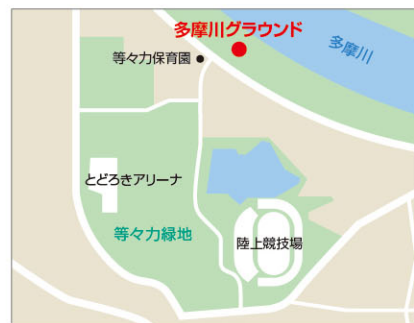 多摩川グラウンド
多摩川
等々力保育園
とどろきアリーナ
等々力緑地
陸上競技場